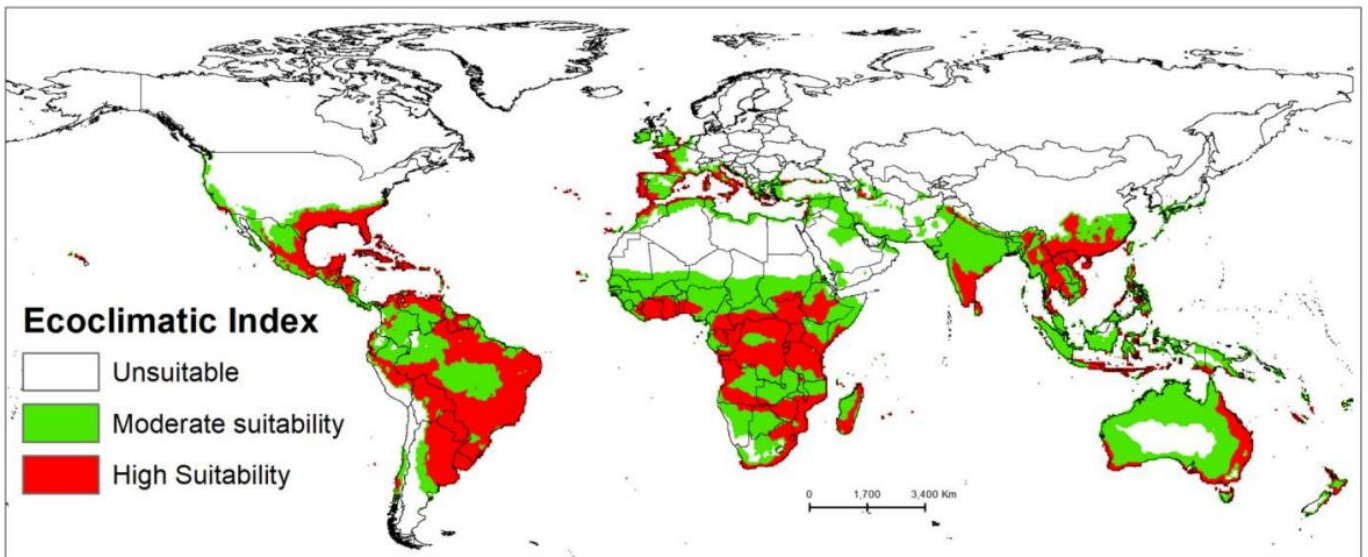 Ecoclimatic Index
Unsuitable
Moderate suitability
High Suitability
0 1,700 3,400 Km